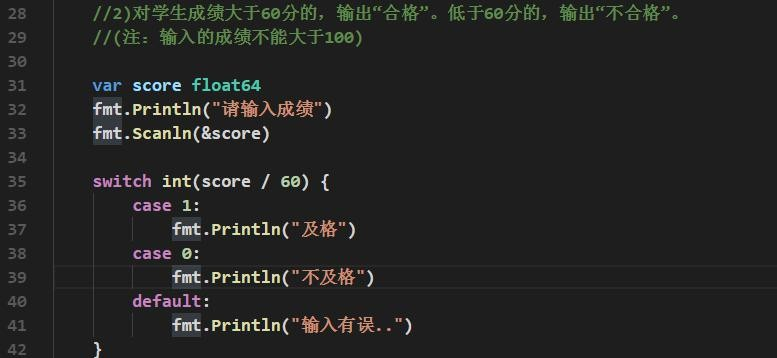 28 //2)对学生成绩大于60分的，输出“合格”。低于60分的，输出“不合格”。
29 //(注：输入的成绩不能大于100)
30
31 var score float64
32 fmt.Println("请输入成绩")
33 fmt.Scanln(&score)
34
35 switch int(score / 60) {
36 case 1:
37 fmt.Println("及格")
38 case 0:
39 fmt.Println("不及格")
40 default:
41 fmt.Println("输入有误..")
42 }